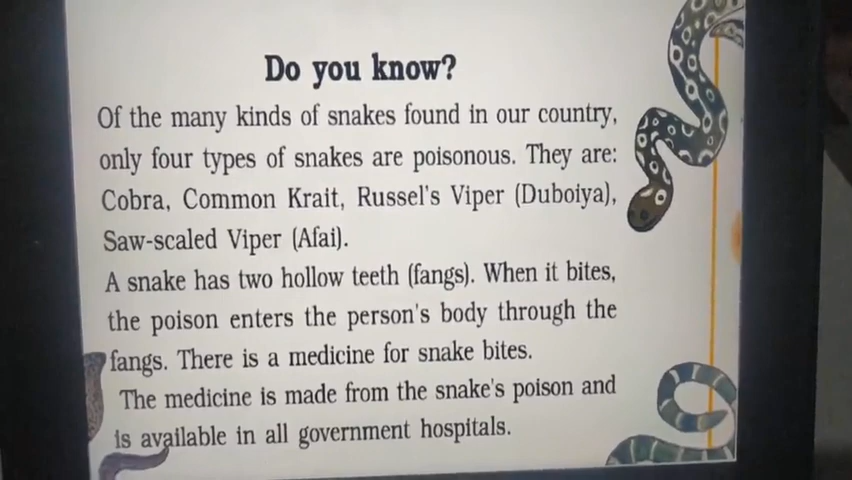 Do you know?
Of the many kinds of snakes found in our country,
only four types of snakes are poisonous. They are:
Cobra, Common Krait, Russel's Viper (Duboiya),
Saw-scaled Viper (Afai).
A snake has two hollow teeth (fangs). When it bites,
the poison enters the person's body through the
fangs. There is a medicine for snake bites.
The medicine is made from the snake's poison and
is available in all government hospitals.